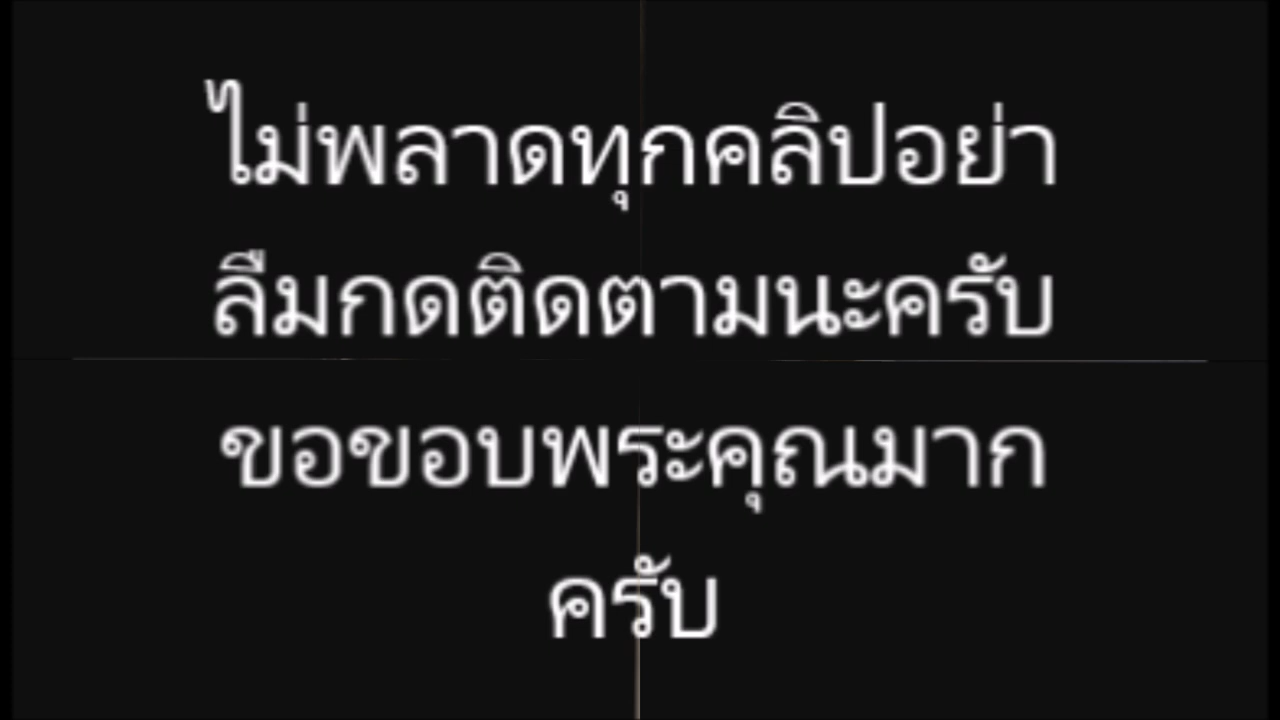 ไม่พลาดทุกคลิปอย่า
ลืมกดติดตามนะครับ
ขอขอบพระคุณมาก
ครับ